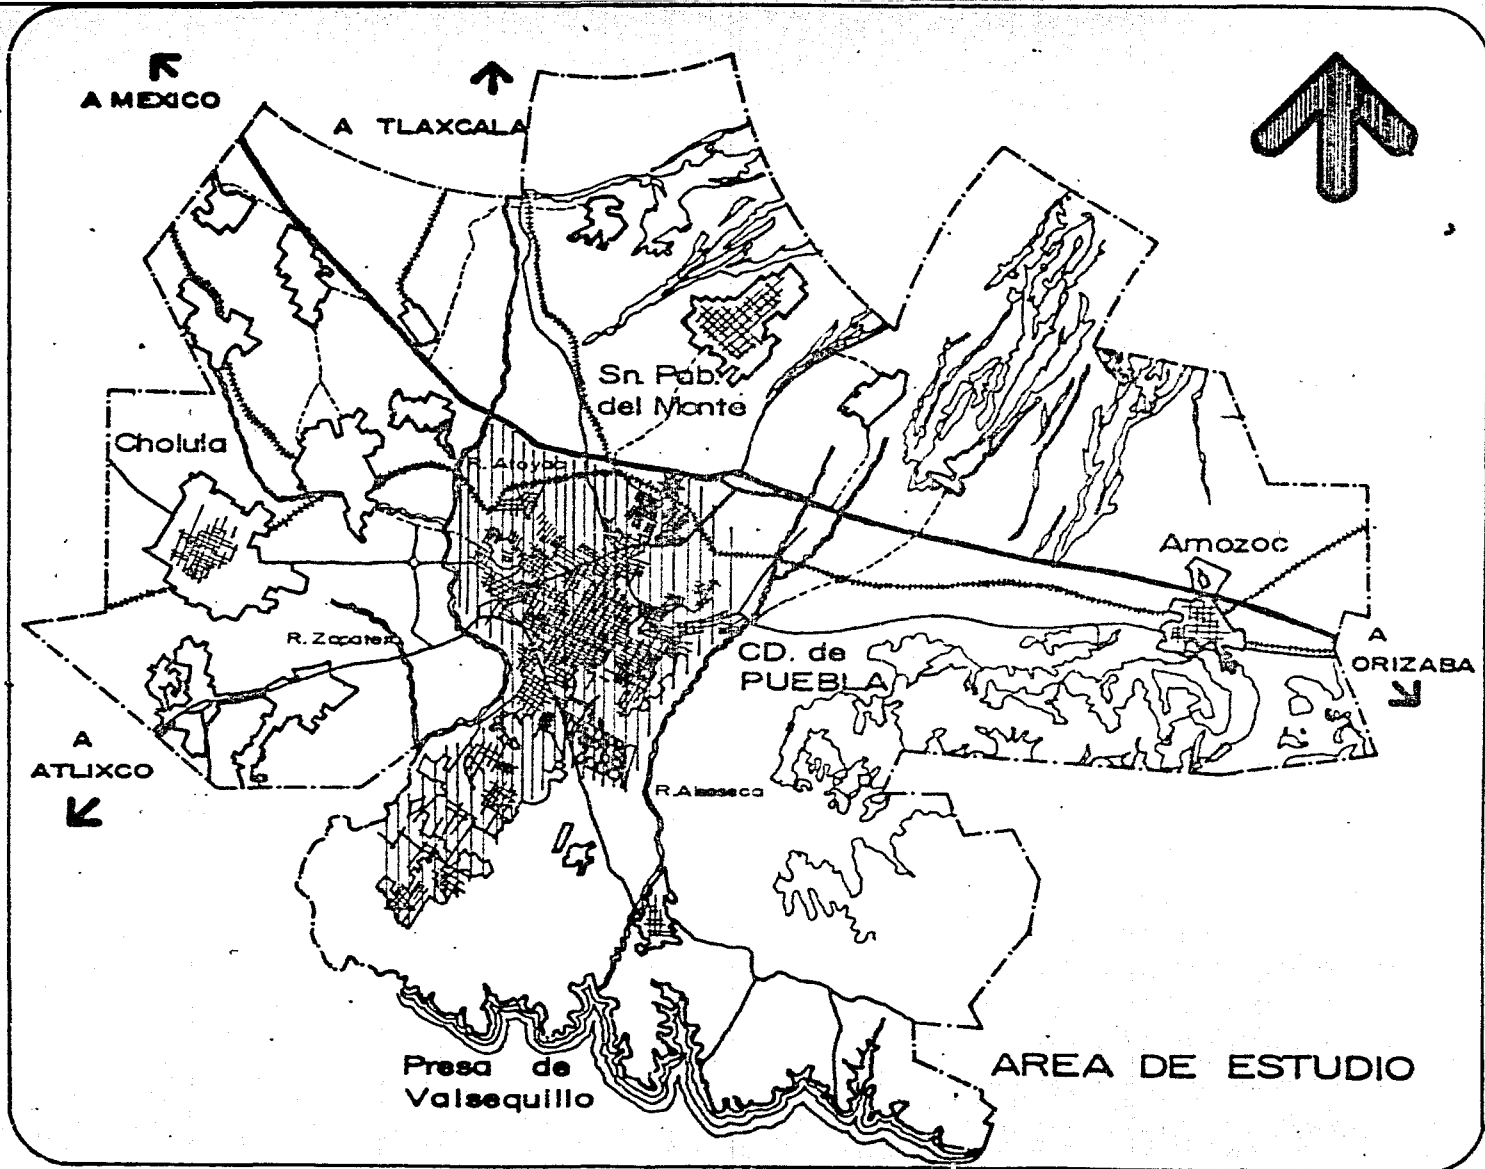 A MEXICO
A TLAXCALA
Sn. Pab.
del Monte
Cholula
R. Atoyac
Amozoc
R. Zapatero
CD. de
PUEBLA
A
ORIZABA
A
ATLIXCO
R. Alseseca
Presa de
Valsequillo
AREA DE ESTUDIO